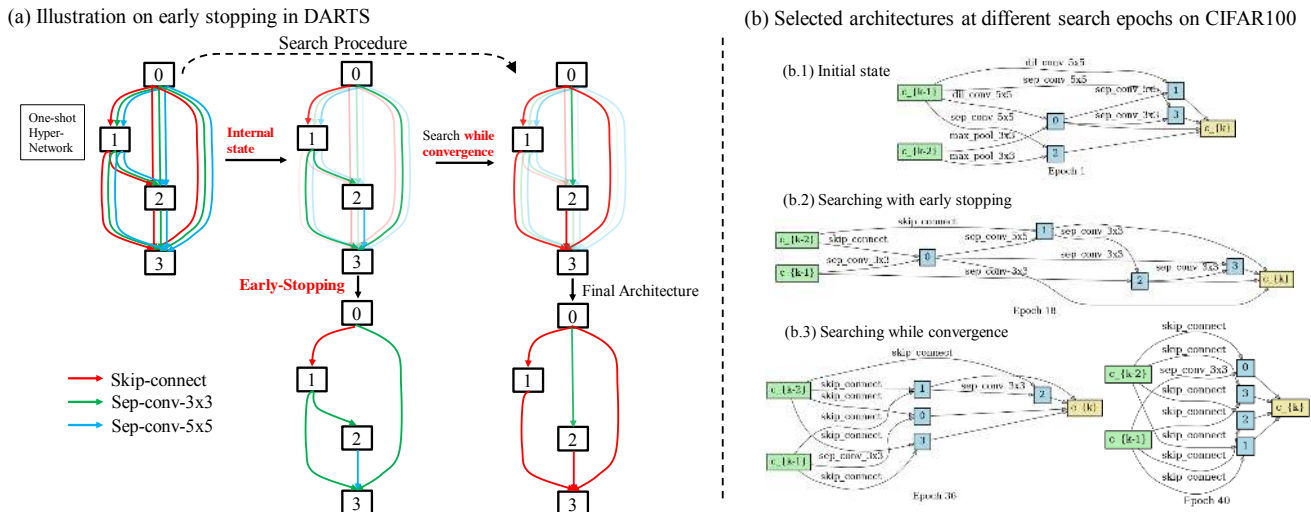 (a) Illustration on early stopping in DARTS
Search Procedure
0
0
0
One-shot
Hyper-
Network
1
1
1
Internal
state
Search while
convergence
2
2
2
3
3
3
Early-Stopping
Final Architecture
0
0
1
1
2
2
3
3
Skip-connect
Sep-conv-3x3
Sep-conv-5x5
(b) Selected architectures at different search epochs on CIFAR100
(b.1) Initial state
dil_conv_5x5
sep_conv_5x5
c_{k-1}
dil_conv_5x5
sep_conv_5x5
1
sep_conv_3x3
0
3
c_{k}
max_pool_3x3
c_{k-2}
max_pool_3x3
2
Epoch 1
(b.2) Searching with early stopping
skip_connect
c_{k-2}
skip_connect
sep_conv_5x5
1
sep_conv_3x3
c_{k-1}
sep_conv_3x3
0
sep_conv_3x3
sep_conv_3x3
sep_conv_3x3
2
3
c_{k}
Epoch 18
(b.3) Searching while convergence
skip_connect
c_{k-2}
skip_connect
1
sep_conv_3x3
2
skip_connect
0
c_{k}
skip_connect
3
c_{k-1}
sep_conv_3x3
skip_connect
Epoch 36
skip_connect
skip_connect
c_{k-2}
sep_conv_3x3
0
skip_connect
3
c_{k}
skip_connect
2
c_{k-1}
skip_connect
1
skip_connect
skip_connect
Epoch 40